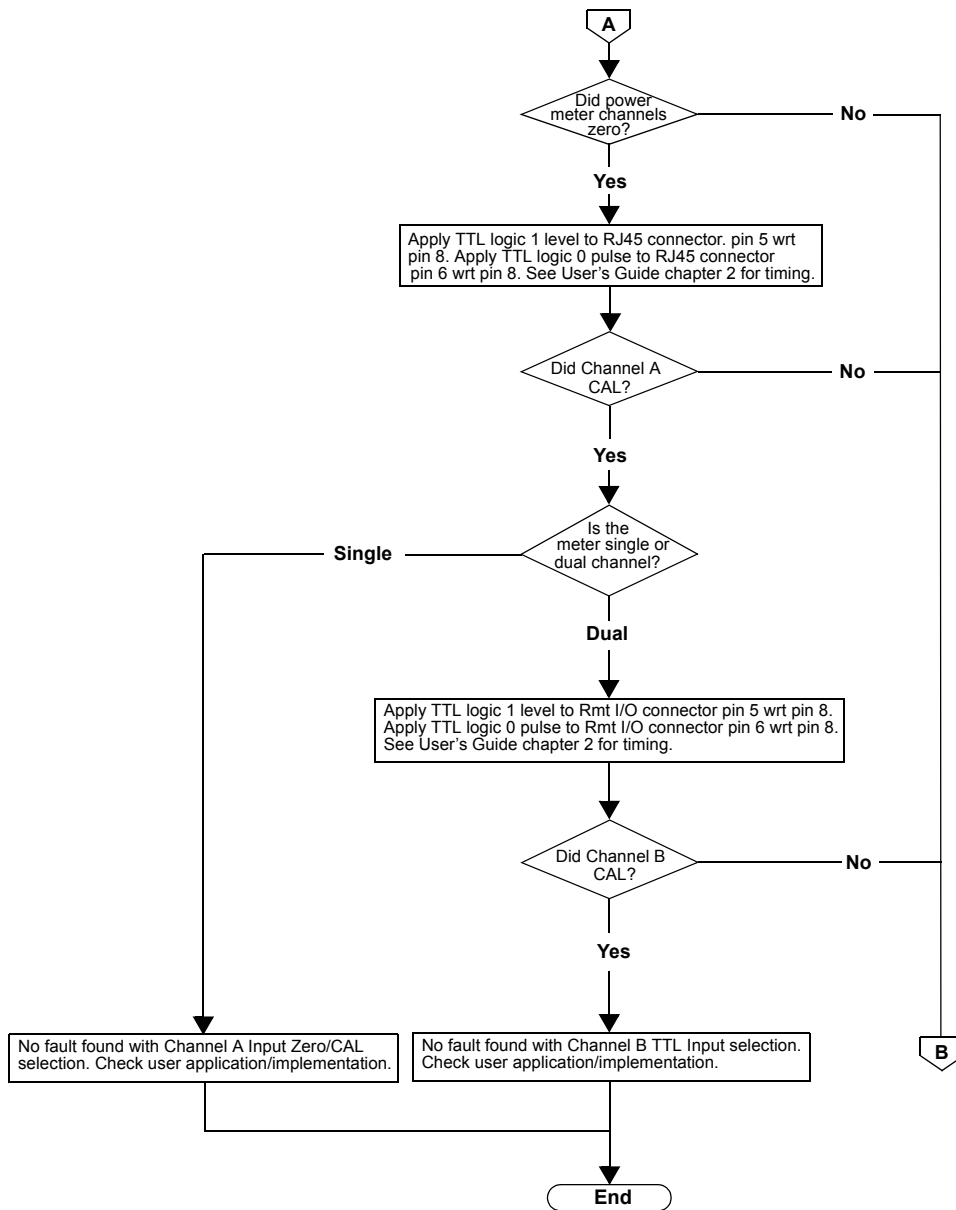 A
Did power
meter channels
zero?
No
Yes
Apply TTL logic 1 level to RJ45 connector. pin 5 wrt
pin 8. Apply TTL logic 0 pulse to RJ45 connector
pin 6 wrt pin 8. See User's Guide chapter 2 for timing.
Did Channel A
CAL?
No
Yes
Is the
meter single or
dual channel?
Single
Dual
Apply TTL logic 1 level to Rmt I/O connector pin 5 wrt pin 8.
Apply TTL logic 0 pulse to Rmt I/O connector pin 6 wrt pin 8.
See User's Guide chapter 2 for timing.
Did Channel B
CAL?
No
Yes
No fault found with Channel A Input Zero/CAL
selection. Check user application/implementation.
No fault found with Channel B TTL Input selection.
Check user application/implementation.
B
End